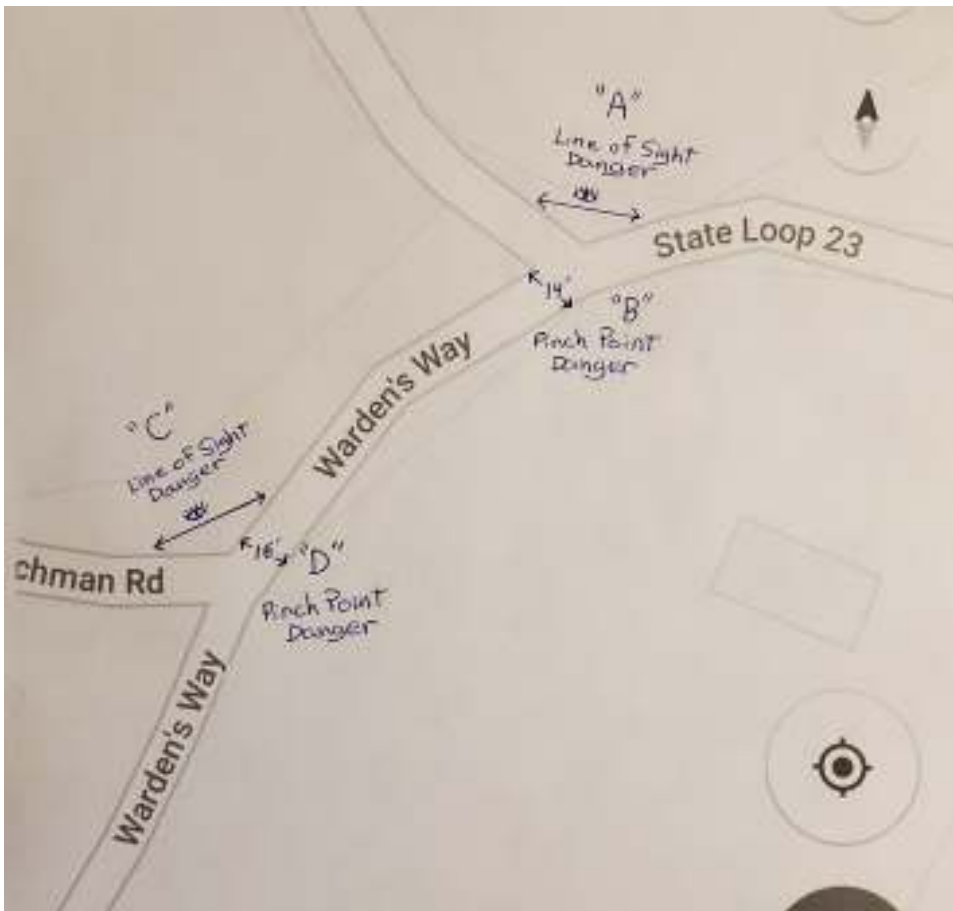 "A"
Line of Sight
Danger
State Loop 23
14'
"B"
Pinch Point
Danger
Warden's Way
"C"
Line of Sight
Danger
16'
"D"
chman Rd
Pinch Point
Danger
Warden's Way